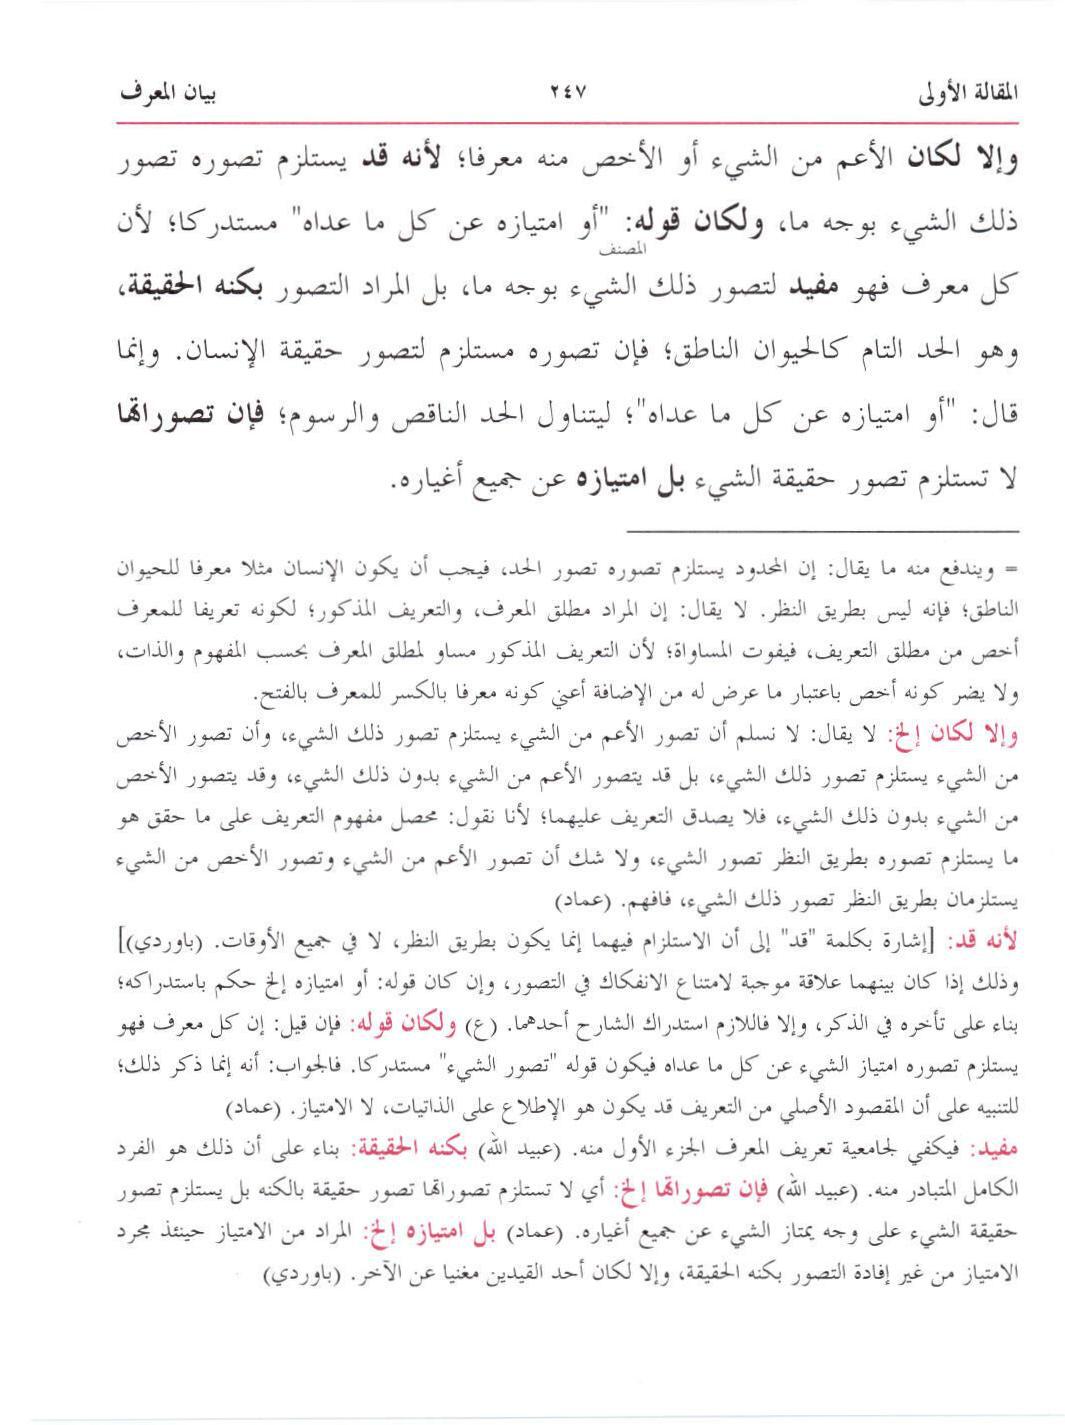 المقالة الأولى ٢٤٧ بيان المعرف
وإلا لكان الأعم من الشيء أو الأخص منه معرفا؛ لأنه قد يستلزم تصوره تصور
ذلك الشيء بوجه ما، ولكان قوله: "أو امتيازه عن كل ما عداه" مستدركا؛ لأن
المصنف
كل معرف فهو مفيد لتصور ذلك الشيء بوجه ما، بل المراد التصور بكنه الحقيقة،
وهو الحد التام كالحيوان الناطق؛ فإن تصوره مستلزم لتصور حقيقة الإنسان. وإنما
قال: "أو امتيازه عن كل ما عداه"؛ ليتناول الحد الناقص والرسوم؛ فإن تصوراتها
لا تستلزم تصور حقيقة الشيء بل امتيازه عن جميع أغياره.
= ويندفع منه ما يقال: إن المحدود يستلزم تصوره تصور الحد، فيجب أن يكون الإنسان مثلا معرفا للحيوان
الناطق؛ فإنه ليس بطريق النظر. لا يقال: إن المراد مطلق المعرف، والتعريف المذكور؛ لكونه تعريفا للمعرف
أخص من مطلق التعريف، فيفوت المساواة؛ لأن التعريف المذكور مساو لمطلق المعرف بحسب المفهوم والذات،
ولا يضر كونه أخص باعتبار ما عرض له من الإضافة أعني كونه معرفا بالكسر للمعرف بالفتح.
وإلا لكان إلخ: لا يقال: لا نسلم أن تصور الأعم من الشيء يستلزم تصور ذلك الشيء، وأن تصور الأخص
من الشيء يستلزم تصور ذلك الشيء، بل قد يتصور الأعم من الشيء بدون ذلك الشيء، وقد يتصور الأخص
من الشيء بدون ذلك الشيء، فلا يصدق التعريف عليهما؛ لأنا نقول: محصل مفهوم التعريف على ما حقق هو
ما يستلزم تصوره بطريق النظر تصور الشيء، ولا شك أن تصور الأعم من الشيء وتصور الأخص من الشيء
يستلزمان بطريق النظر تصور ذلك الشيء، فافهم. (عماد)
لأنه قد: [إشارة بكلمة "قد" إلى أن الاستلزام فيهما إنما يكون بطريق النظر، لا في جميع الأوقات. (باوردي)]
وذلك إذا كان بينهما علاقة موجبة لامتناع الانفكاك في التصور، وإن كان قوله: أو امتيازه إلخ حكم باستدراكه؛
بناء على تأخره في الذكر، وإلا فاللازم استدراك الشارح أحدهما. (ع) ولكان قوله: فإن قيل: إن كل معرف فهو
يستلزم تصوره امتياز الشيء عن كل ما عداه فيكون قوله "تصور الشيء" مستدركا. فالجواب: أنه إنما ذكر ذلك؛
للتنبيه على أن المقصود الأصلي من التعريف قد يكون هو الإطلاع على الذاتيات، لا الامتياز. (عماد)
مفيد: فيكفي لجامعية تعريف المعرف الجزء الأول منه. (عبيد الله) بكنه الحقيقة: بناء على أن ذلك هو الفرد
الكامل المتبادر منه. (عبيد الله) فإن تصوراتها إلخ: أي لا تستلزم تصوراتها تصور حقيقة بالكنه بل يستلزم تصور
حقيقة الشيء على وجه يمتاز الشيء عن جميع أغياره. (عماد) بل امتيازه إلخ: المراد من الامتياز حينئذ مجرد
الامتياز من غير إفادة التصور بكنه الحقيقة، وإلا لكان أحد القيدين مغنيا عن الآخر. (باوردي)